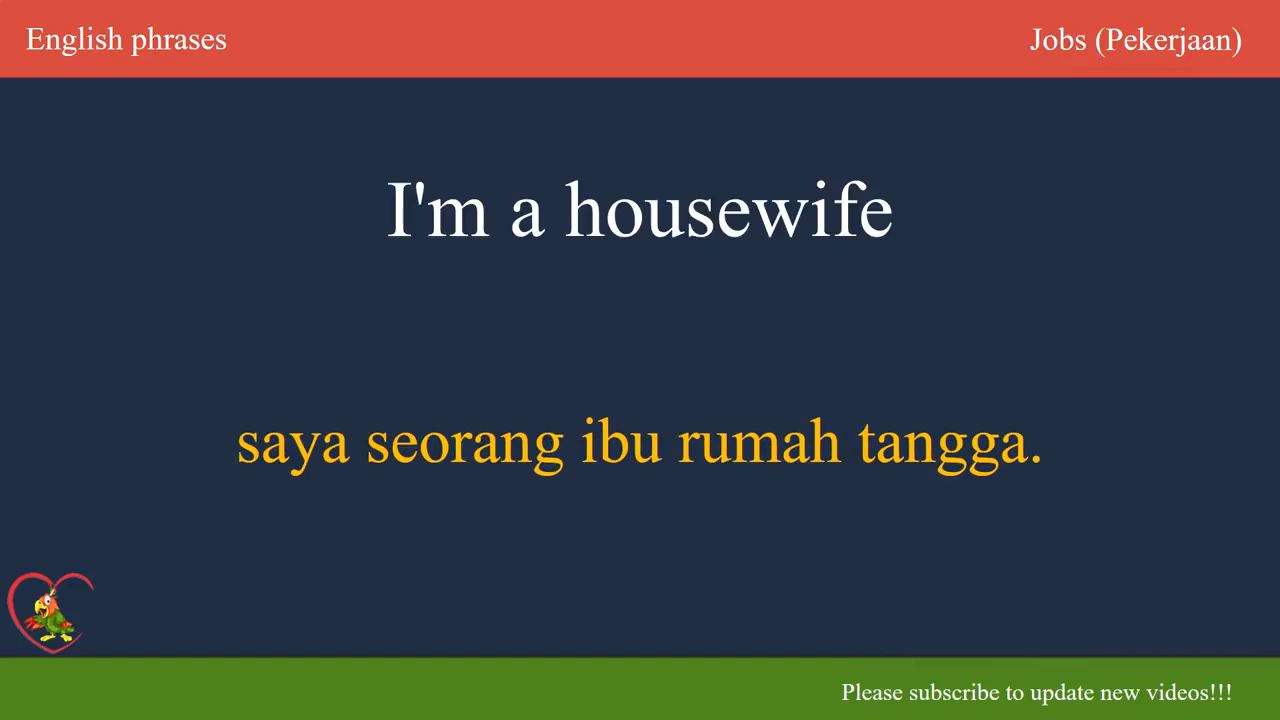 English phrases
Jobs (Pekerjaan)
I'm a housewife
saya seorang ibu rumah tangga.
Please subscribe to update new videos!!!